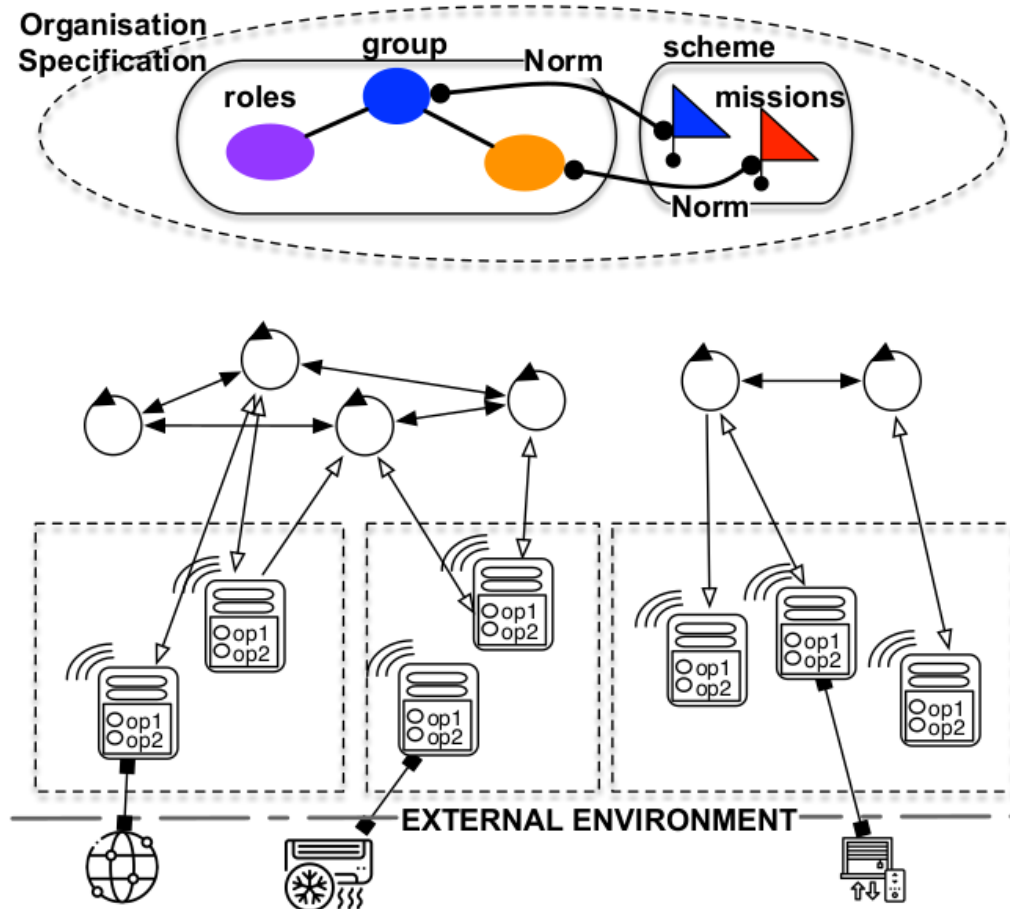 Organisation
Specification
group
Norm
scheme
roles
missions
Norm
op1
op2
op1
op2
op1
op2
op1
op2
op1
op2
op1
op2
op1
op2
EXTERNAL ENVIRONMENT